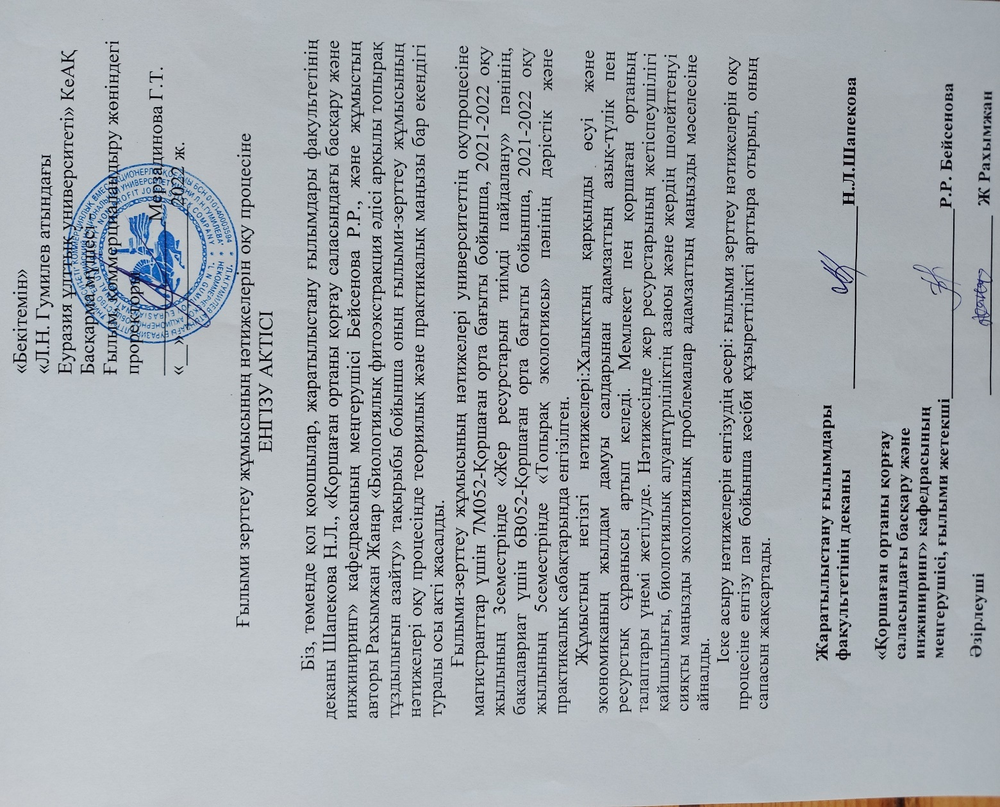 «Бекітемін»
«Л.Н. Гумилев атындағы
Еуразия ұлттық университеті» КеАҚ
Басқарма мүшесі-
Ғылым, коммерциаландыру жөніндегі
проректоры
Мерзадинова Г.Т.
«__» 2022 ж.
Ғылыми зерттеу жұмысының нәтижелерін оқу процесіне
ЕНГІЗУ АКТІСІ
Біз, төменде қол қоюшылар, жаратылыстану ғылымдары факультетінің
деканы Шапекова Н.Л., «Қоршаған ортаны қорғау саласындағы басқару және
инжиниринг» кафедрасының меңгерушісі Бейсенова Р.Р., және жұмыстың
авторы Рахымжан Жанар «Биологиялық фитоэкстракция әдісі арқылы топырақ
тұздылығын азайту» тақырыбы бойынша оның ғылыми-зерттеу жұмысының
нәтижелері оқу процесінде теориялық және практикалық маңызы бар екендігі
туралы осы акті жасалды.
Ғылыми-зерттеу жұмысының нәтижелері университеттің оқупроцесіне
магистранттар үшін 7М052-Қоршаған орта бағыты бойынша, 2021-2022 оқу
жылының 3семестрінде «Жер ресурстарын тиімді пайдалану» пәнінің,
бакалавриат үшін 6В052-Қоршаған орта бағыты бойынша, 2021-2022 оқу
жылының 5семестрінде «Топырақ экологиясы» пәнінің дәрістік және
практикалық сабақтарында енгізілген.
Жұмыстың негізгі нәтижелері:Халықтың қарқынды өсуі және
экономиканың жылдам дамуы салдарынан адамзаттың азық-түлік пен
ресурстық сұранысы артып келеді. Мемлекет пен қоршаған ортаның
талаптары үнемі жетілуде. Нәтижесінде жер ресурстарының жетіспеушілігі
қайшылығы, биологиялық алуантүрліліктің азаюы және жердің шөлейттенуі
сияқты маңызды экологиялық проблемалар адамзаттың маңызды мәселесіне
айналды.
Іске асыру нәтижелерін енгізудің әсері: ғылыми зерттеу нәтижелерін оқу
процесіне енгізу пән бойынша кәсіби құзыреттілікті арттыра отырып, оның
сапасын жақсартады.
Жаратылыстану ғылымдары
факультетінің деканы Н.Л.Шапекова
«Қоршаған ортаны қорғау
саласындағы басқару және
инжиниринг» кафедрасының
меңгерушісі, ғылыми жетекші Р.Р. Бейсенова
Әзірлеуші Ж Рахымжан